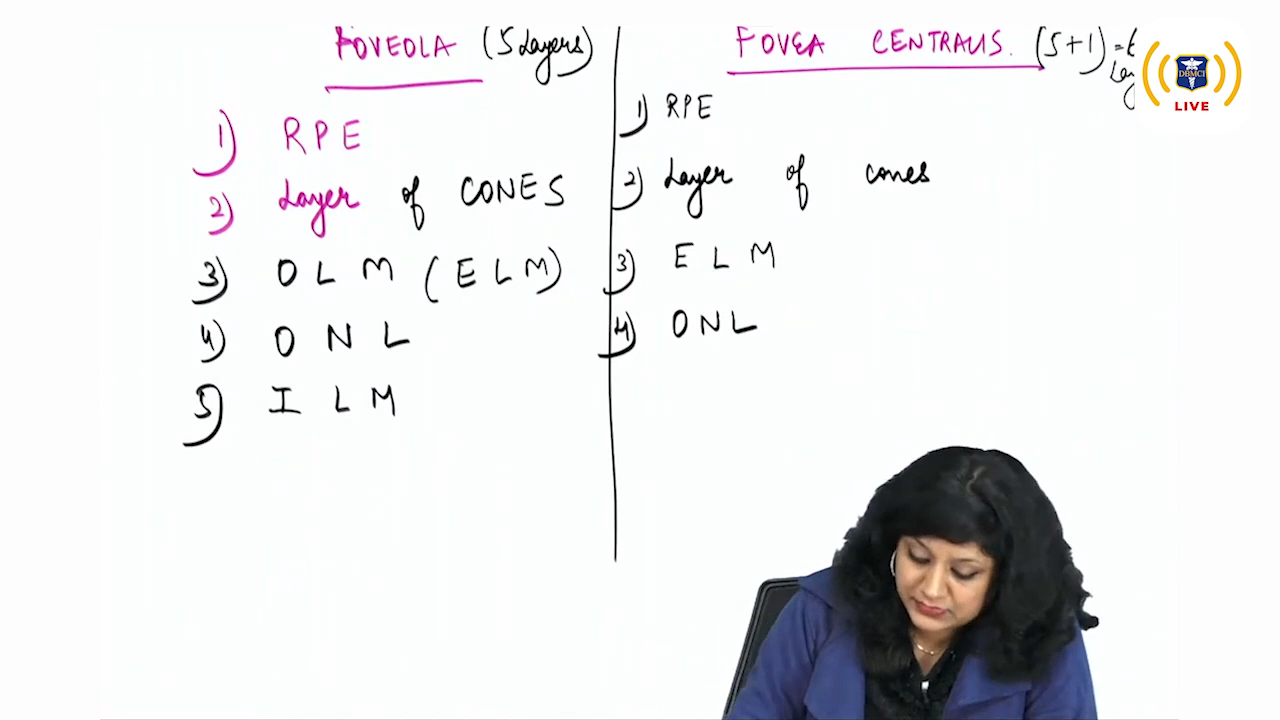 FOVEOLA (5 Layers)
1) RPE
2) Layer of CONES
3) OLM (ELM)
4) ONL
5) ILM
FOVEA CENTRALIS. (5+1) =
1) RPE
2) Layer of cones
3) ELM
4) ONL
DBMCI
LIVE